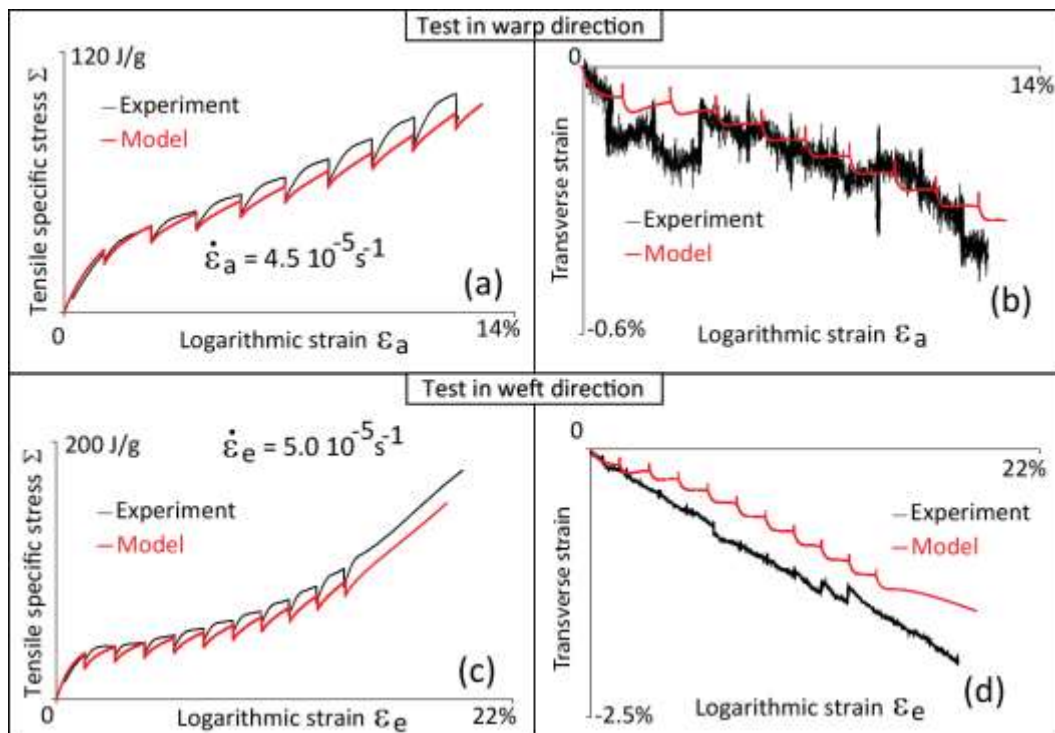 Test in warp direction
120 J/g
Experiment
Model
Tensile specific stress Σ
ε̇a = 4.5 10-5s-1
(a)
0
14%
Logarithmic strain εa
0
14%
Transverse strain
Experiment
Model
(b)
-0.6%
Logarithmic strain εa
Test in weft direction
200 J/g
ε̇e = 5.0 10-5s-1
Experiment
Model
Tensile specific stress Σ
(c)
0
Logarithmic strain εe
22%
0
22%
Transverse strain
Experiment
Model
(d)
-2.5%
Logarithmic strain εe